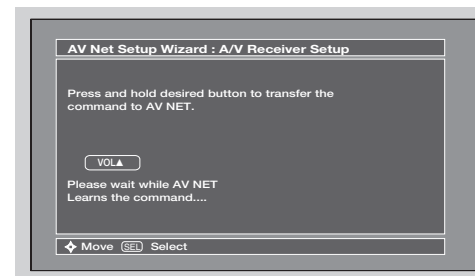 AV Net Setup Wizard : A/V Receiver Setup
Press and hold desired button to transfer the
command to AV NET.
VOL▲
Please wait while AV NET
Learns the command....
Move SEL Select